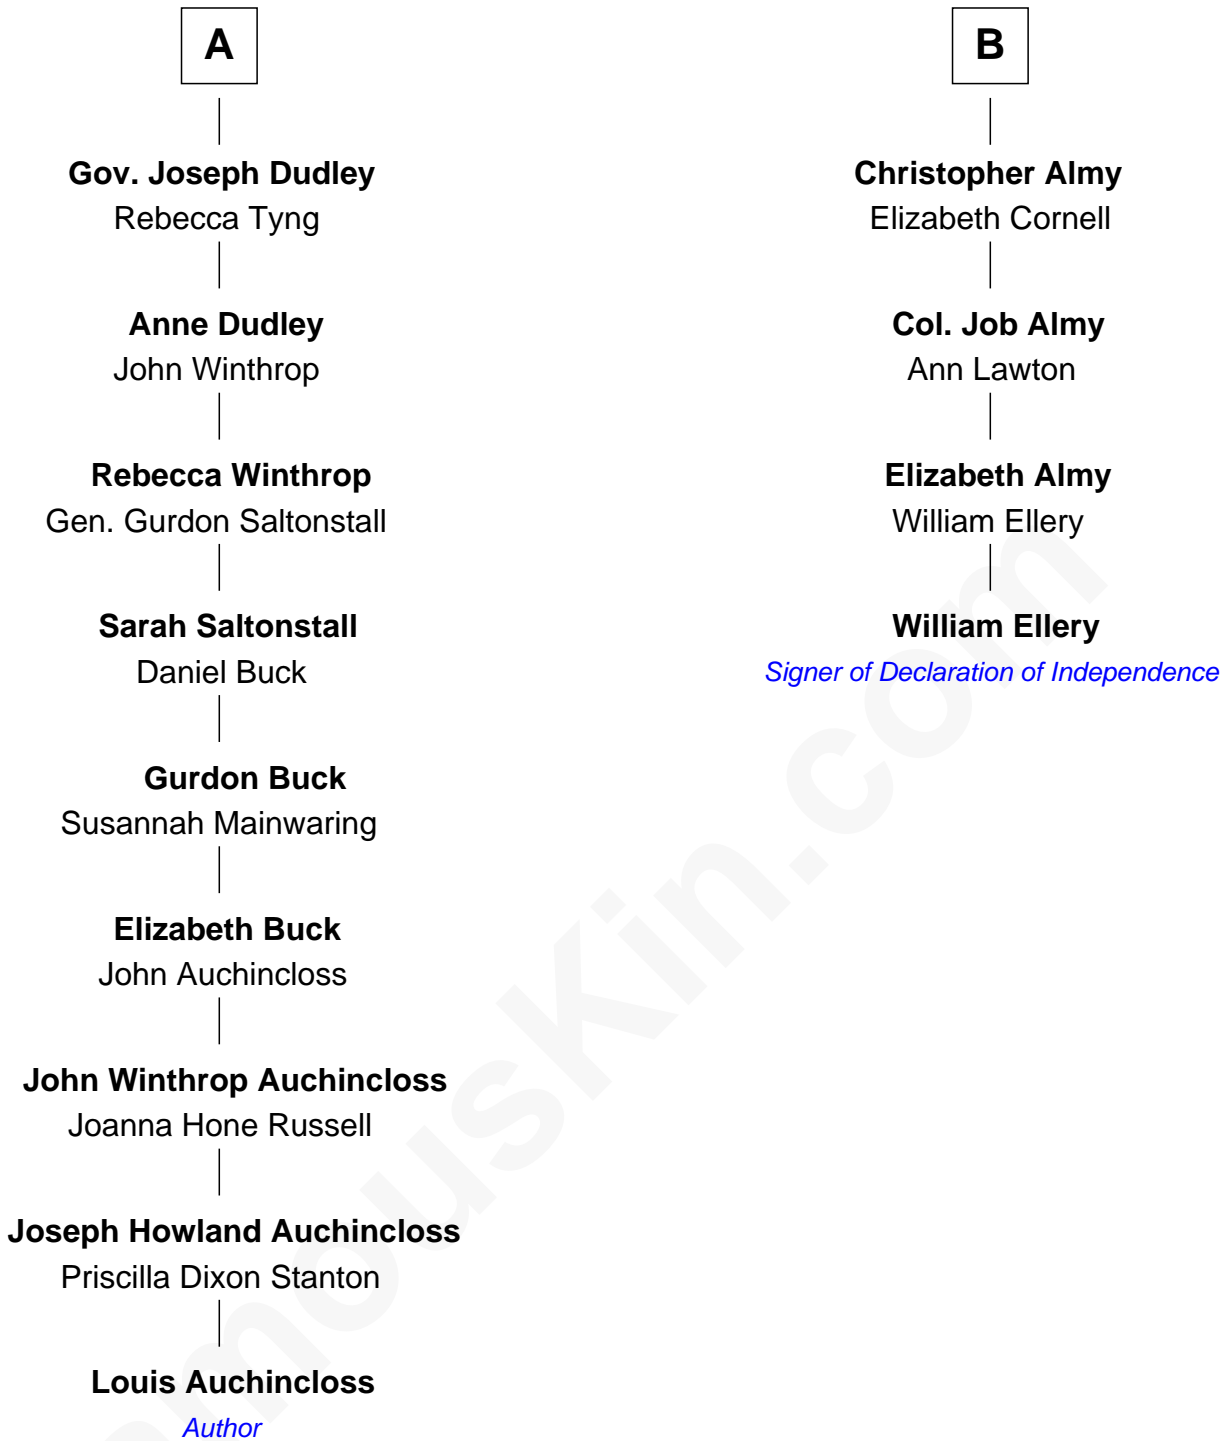 A
Gov. Joseph Dudley
Rebecca Tyng
Anne Dudley
John Winthrop
Rebecca Winthrop
Gen. Gurdon Saltonstall
Sarah Saltonstall
Daniel Buck
Gurdon Buck
Susannah Mainwaring
Elizabeth Buck
John Auchincloss
John Winthrop Auchincloss
Joanna Hone Russell
Joseph Howland Auchincloss
Priscilla Dixon Stanton
Louis Auchincloss
Author
B
Christopher Almy
Elizabeth Cornell
Col. Job Almy
Ann Lawton
Elizabeth Almy
William Ellery
William Ellery
Signer of Declaration of Independence
amouskin.com